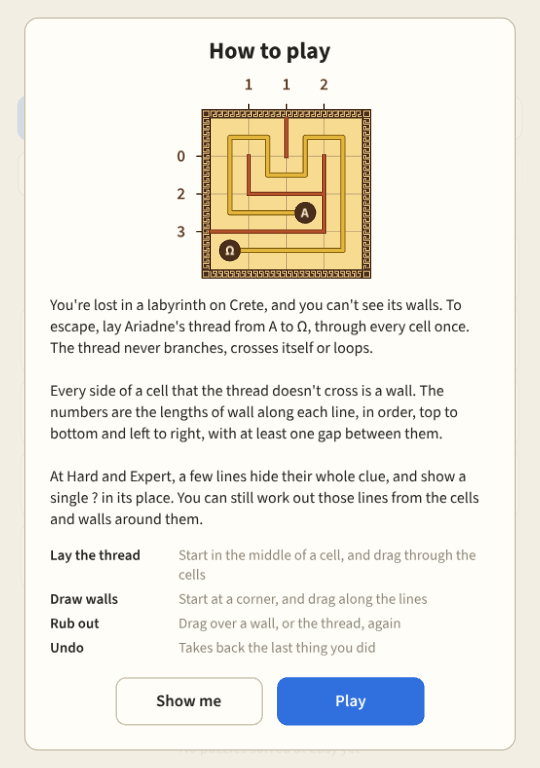 How to play
1 1 2
0
2
A
3
Ω
You're lost in a labyrinth on Crete, and you can't see its walls. To
escape, lay Ariadne's thread from A to Ω, through every cell once.
The thread never branches, crosses itself or loops.
Every side of a cell that the thread doesn't cross is a wall. The
numbers are the lengths of wall along each line, in order, top to
bottom and left to right, with at least one gap between them.
At Hard and Expert, a few lines hide their whole clue, and show a
single ? in its place. You can still work out those lines from the cells
and walls around them.
Lay the thread Start in the middle of a cell, and drag through the
cells
Draw walls Start at a corner, and drag along the lines
Rub out Drag over a wall, or the thread, again
Undo Takes back the last thing you did
Show me Play